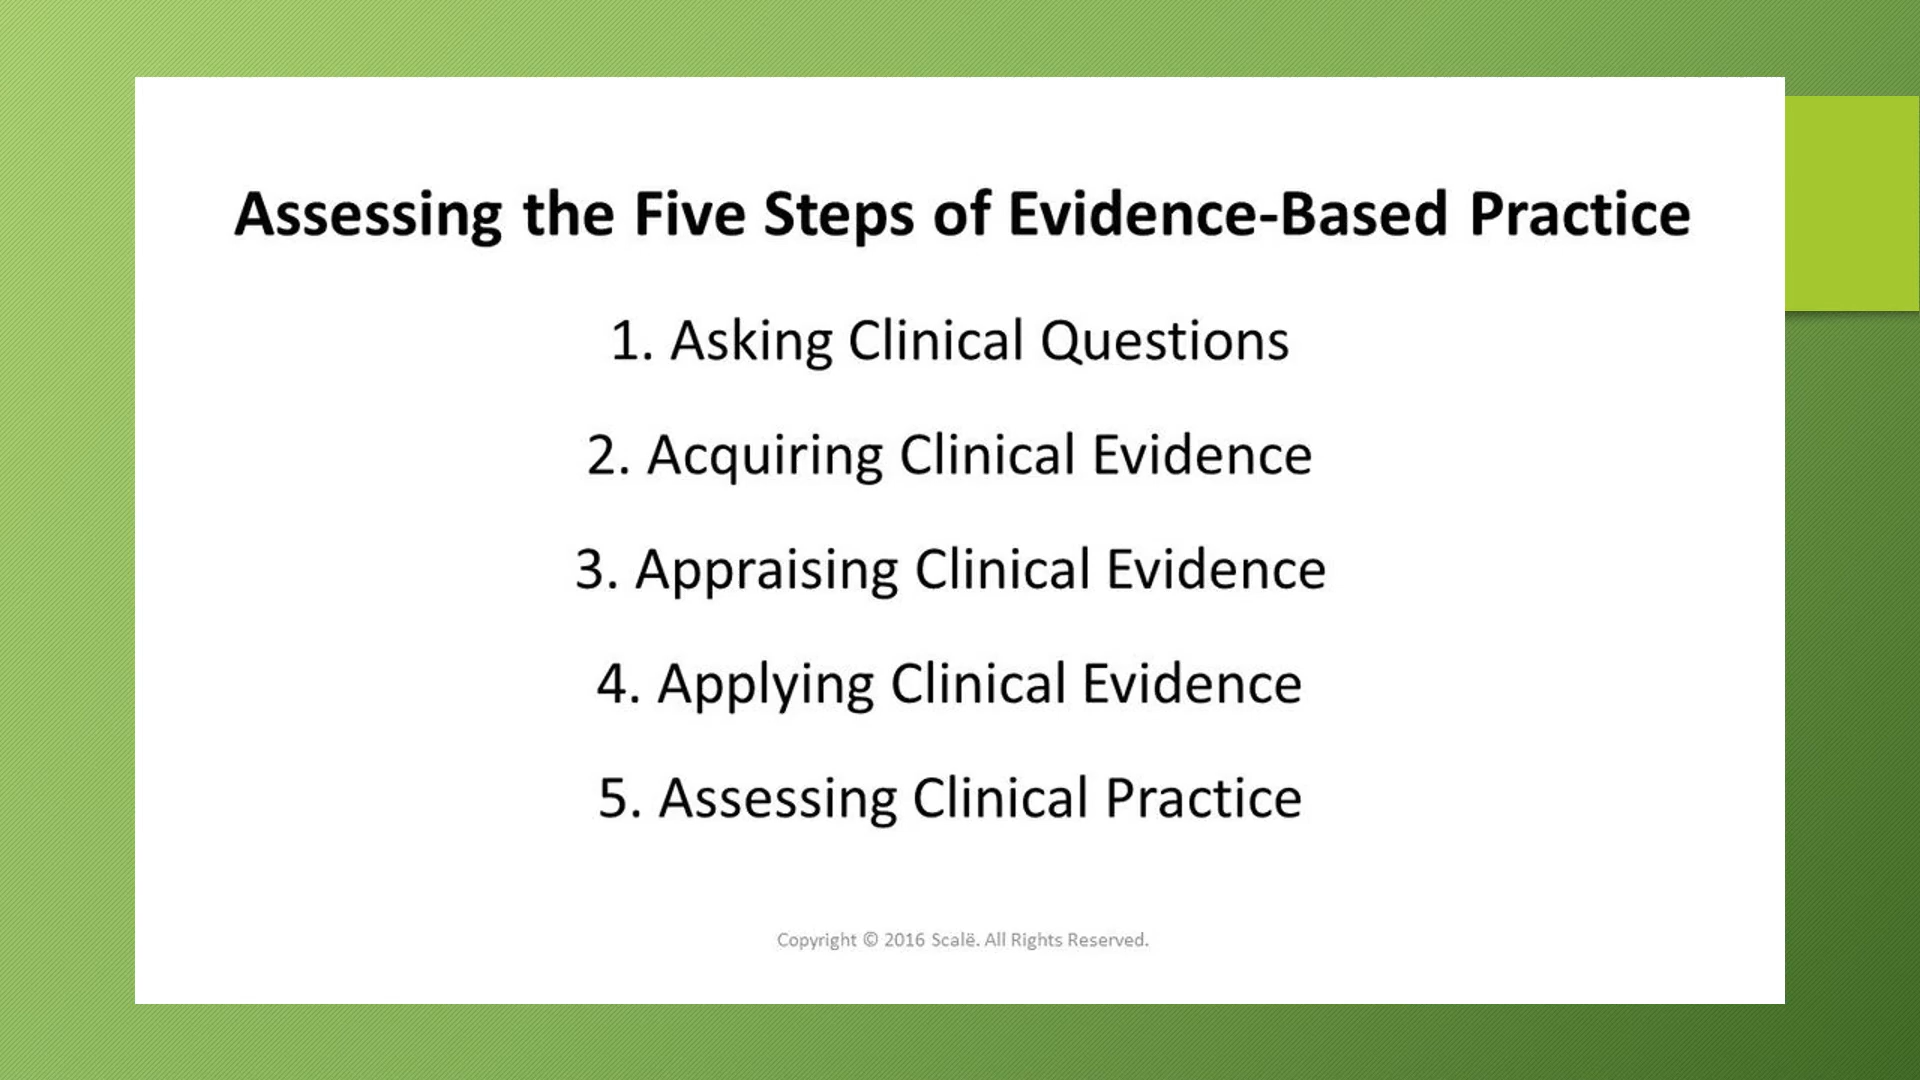 Assessing the Five Steps of Evidence-Based Practice
1. Asking Clinical Questions
2. Acquiring Clinical Evidence
3. Appraising Clinical Evidence
4. Applying Clinical Evidence
5. Assessing Clinical Practice
Copyright © 2016 Scalë. All Rights Reserved.